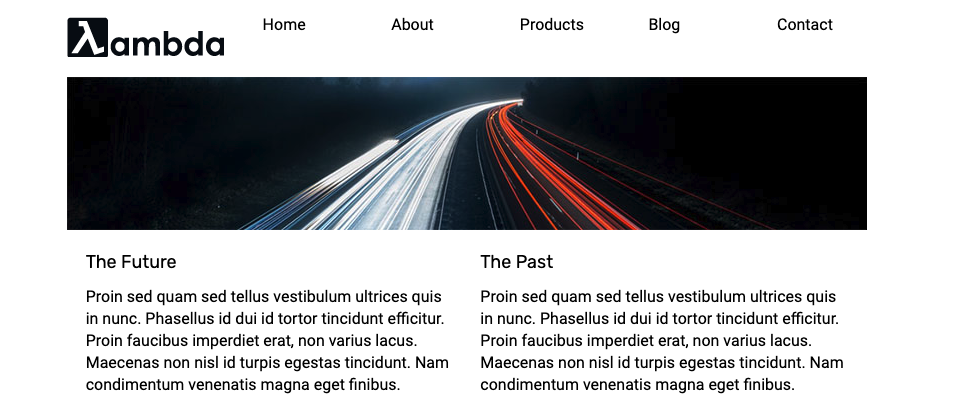 λambda
Home About Products Blog Contact
The Future
Proin sed quam sed tellus vestibulum ultrices quis
in nunc. Phasellus id dui id tortor tincidunt efficitur.
Proin faucibus imperdiet erat, non varius lacus.
Maecenas non nisl id turpis egestas tincidunt. Nam
condimentum venenatis magna eget finibus.
The Past
Proin sed quam sed tellus vestibulum ultrices quis
in nunc. Phasellus id dui id tortor tincidunt efficitur.
Proin faucibus imperdiet erat, non varius lacus.
Maecenas non nisl id turpis egestas tincidunt. Nam
condimentum venenatis magna eget finibus.